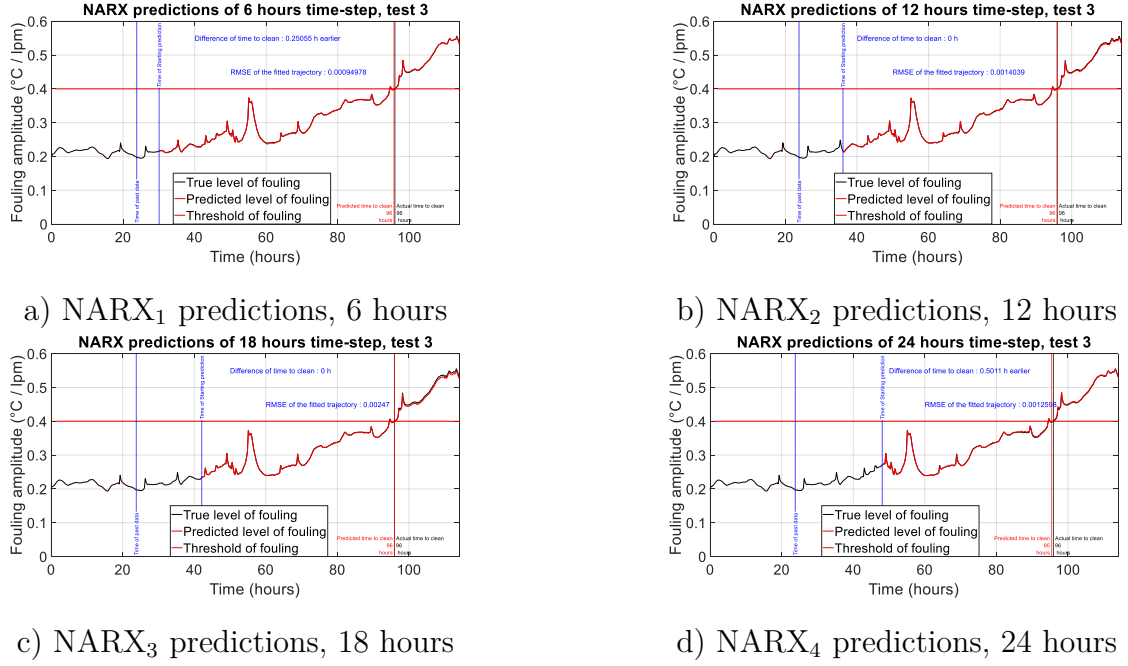 NARX predictions of 6 hours time-step, test 3
Fouling amplitude (°C / lpm)
0.6
0.5
0.4
0.3
0.2
0.1
0
Difference of time to clean : 0.25055 h earlier
RMSE of the fitted trajectory : 0.00094978
Time of Starting prediction
Time of past data
True level of fouling
Predicted level of fouling
Threshold of fouling
Predicted time to clean
96
hours
Actual time to clean
96
hours
0 20 40 60 80 100
Time (hours)
a) NARX₁ predictions, 6 hours
NARX predictions of 12 hours time-step, test 3
Fouling amplitude (°C / lpm)
0.6
0.5
0.4
0.3
0.2
0.1
0
Difference of time to clean : 0 h
RMSE of the fitted trajectory : 0.0014039
Time of Starting prediction
Time of past data
True level of fouling
Predicted level of fouling
Threshold of fouling
Predicted time to clean
96
hours
Actual time to clean
96
hours
0 20 40 60 80 100
Time (hours)
b) NARX₂ predictions, 12 hours
NARX predictions of 18 hours time-step, test 3
Fouling amplitude (°C / lpm)
0.6
0.5
0.4
0.3
0.2
0.1
0
Difference of time to clean : 0 h
RMSE of the fitted trajectory : 0.00247
Time of Starting prediction
Time of past data
True level of fouling
Predicted level of fouling
Threshold of fouling
Predicted time to clean
96
hours
Actual time to clean
96
hours
0 20 40 60 80 100
Time (hours)
c) NARX₃ predictions, 18 hours
NARX predictions of 24 hours time-step, test 3
Fouling amplitude (°C / lpm)
0.6
0.5
0.4
0.3
0.2
0.1
0
Difference of time to clean : 0.5011 h earlier
RMSE of the fitted trajectory : 0.0012598
Time of Starting prediction
Time of past data
True level of fouling
Predicted level of fouling
Threshold of fouling
Predicted time to clean
95
hours
Actual time to clean
96
hours
0 20 40 60 80 100
Time (hours)
d) NARX₄ predictions, 24 hours